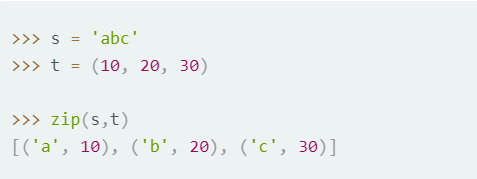 >>> s = 'abc'
>>> t = (10, 20, 30)
>>> zip(s,t)
[('a', 10), ('b', 20), ('c', 30)]